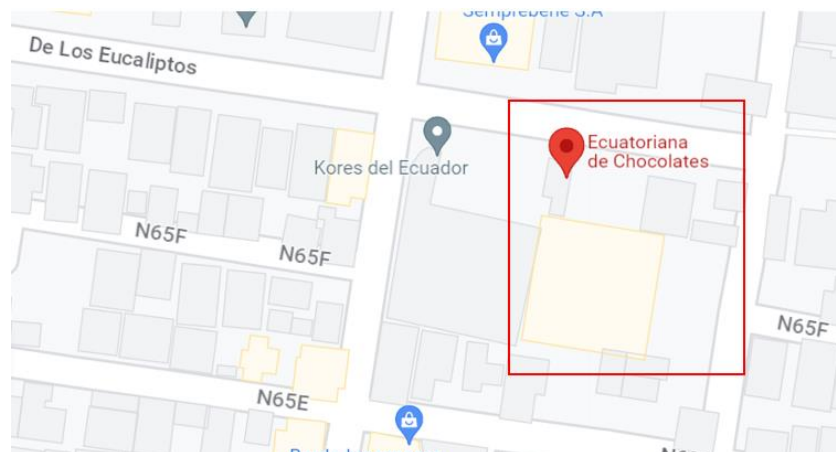 Semprebene S.A
De Los Eucaliptos
Ecuatoriana
de Chocolates
Kores del Ecuador
N65F
N65F
N65F
N65E